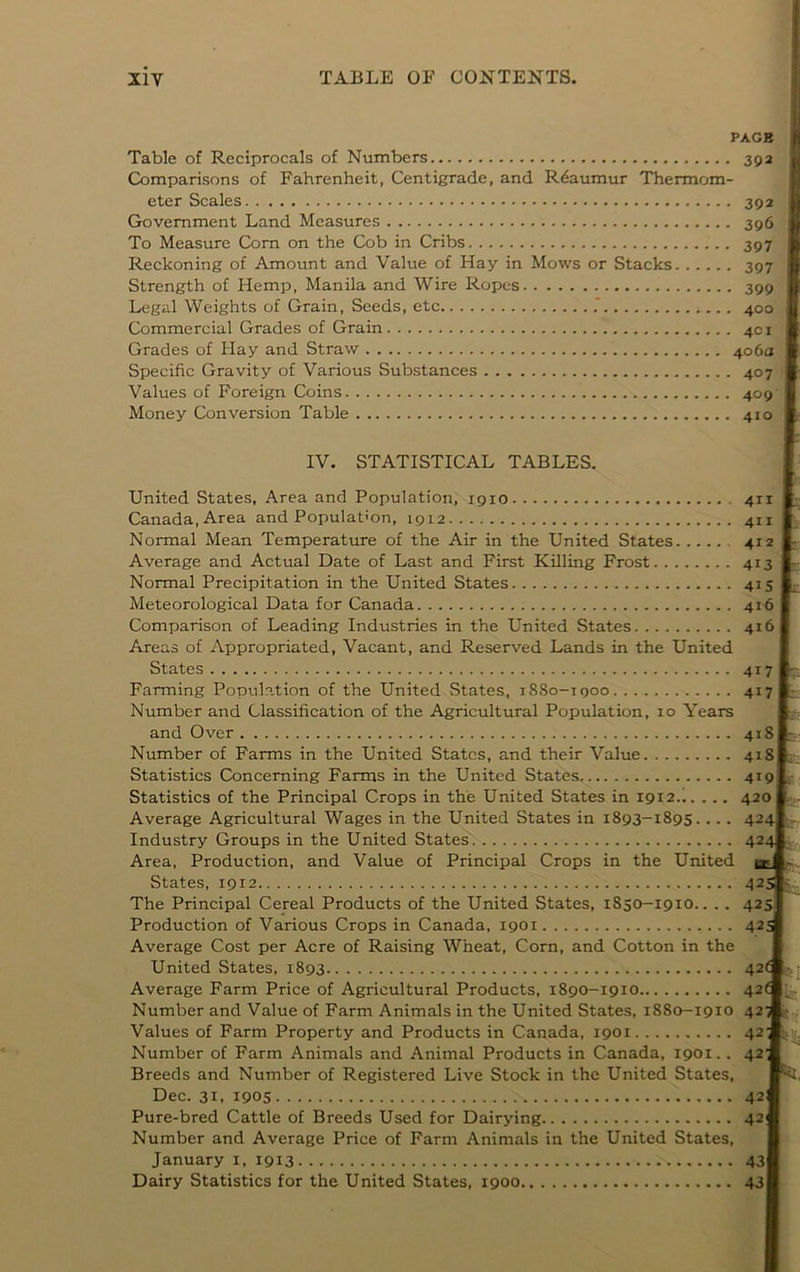 xiv TABLE OF CONTENTS.
PAGE
Table of Reciprocals of Numbers........ 392
Comparisons of Fahrenheit, Centigrade, and Réaumur Thermom-
eter Scales........ 392
Government Land Measures........ 396
To Measure Corn on the Cob in Cribs........ 397
Reckoning of Amount and Value of Hay in Mows or Stacks...... 397
Strength of Hemp, Manila and Wire Ropes........ 399
Legal Weights of Grain, Seeds, etc........ 400
Commercial Grades of Grain........ 401
Grades of Hay and Straw........ 406a
Specific Gravity of Various Substances........ 407
Values of Foreign Coins........ 409
Money Conversion Table........ 410
IV. STATISTICAL TABLES.
United States, Area and Population, 1910........ 411
Canada, Area and Population, 1912........ 411
Normal Mean Temperature of the Air in the United States..... 412
Average and Actual Date of Last and First Killing Frost........ 413
Normal Precipitation in the United States........ 415
Meteorological Data for Canada........ 416
Comparison of Leading Industries in the United States........ 416
Areas of Appropriated, Vacant, and Reserved Lands in the United
States........ 417
Farming Population of the United States, 1880-1900........ 417
Number and Classification of the Agricultural Population, 10 Years
and Over........ 418
Number of Farms in the United States, and their Value........ 418
Statistics Concerning Farms in the United States........ 419
Statistics of the Principal Crops in the United States in 1912...... 420
Average Agricultural Wages in the United States in 1893-1895.... 424
Industry Groups in the United States........ 424
Area, Production, and Value of Principal Crops in the United
States, 1912........ 425
The Principal Cereal Products of the United States, 1850-1910.... 425
Production of Various Crops in Canada, 1901........ 425
Average Cost per Acre of Raising Wheat, Corn, and Cotton in the
United States, 1893........ 426
Average Farm Price of Agricultural Products, 1890-1910........ 426
Number and Value of Farm Animals in the United States, 1880-1910 427
Values of Farm Property and Products in Canada, 1901........ 427
Number of Farm Animals and Animal Products in Canada, 1901.. 427
Breeds and Number of Registered Live Stock in the United States,
Dec. 31, 1905........ 42
Pure-bred Cattle of Breeds Used for Dairying........ 42
Number and Average Price of Farm Animals in the United States,
January 1, 1913........ 43
Dairy Statistics for the United States, 1900........ 43